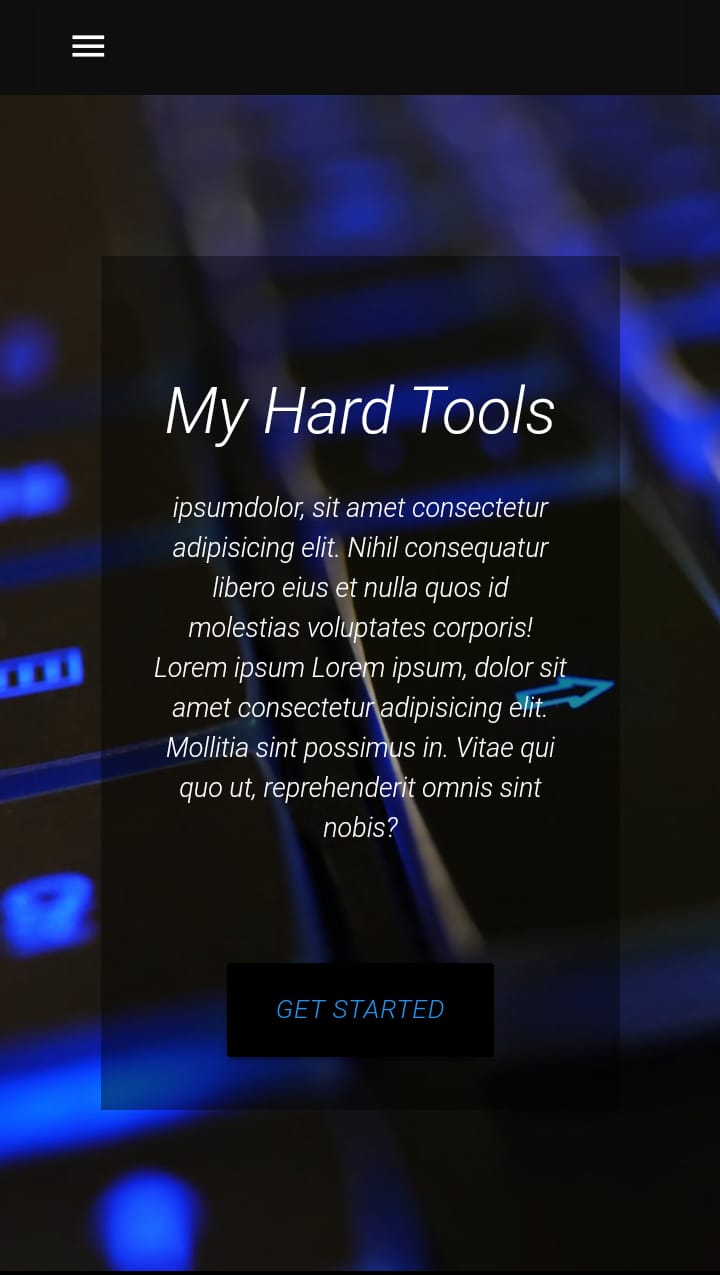 My Hard Tools
ipsumdolor, sit amet consectetur
adipisicing elit. Nihil consequatur
libero eius et nulla quos id
molestias voluptates corporis!
Lorem ipsum Lorem ipsum, dolor sit
amet consectetur adipisicing elit.
Mollitia sint possimus in. Vitae qui
quo ut, reprehenderit omnis sint
nobis?
GET STARTED